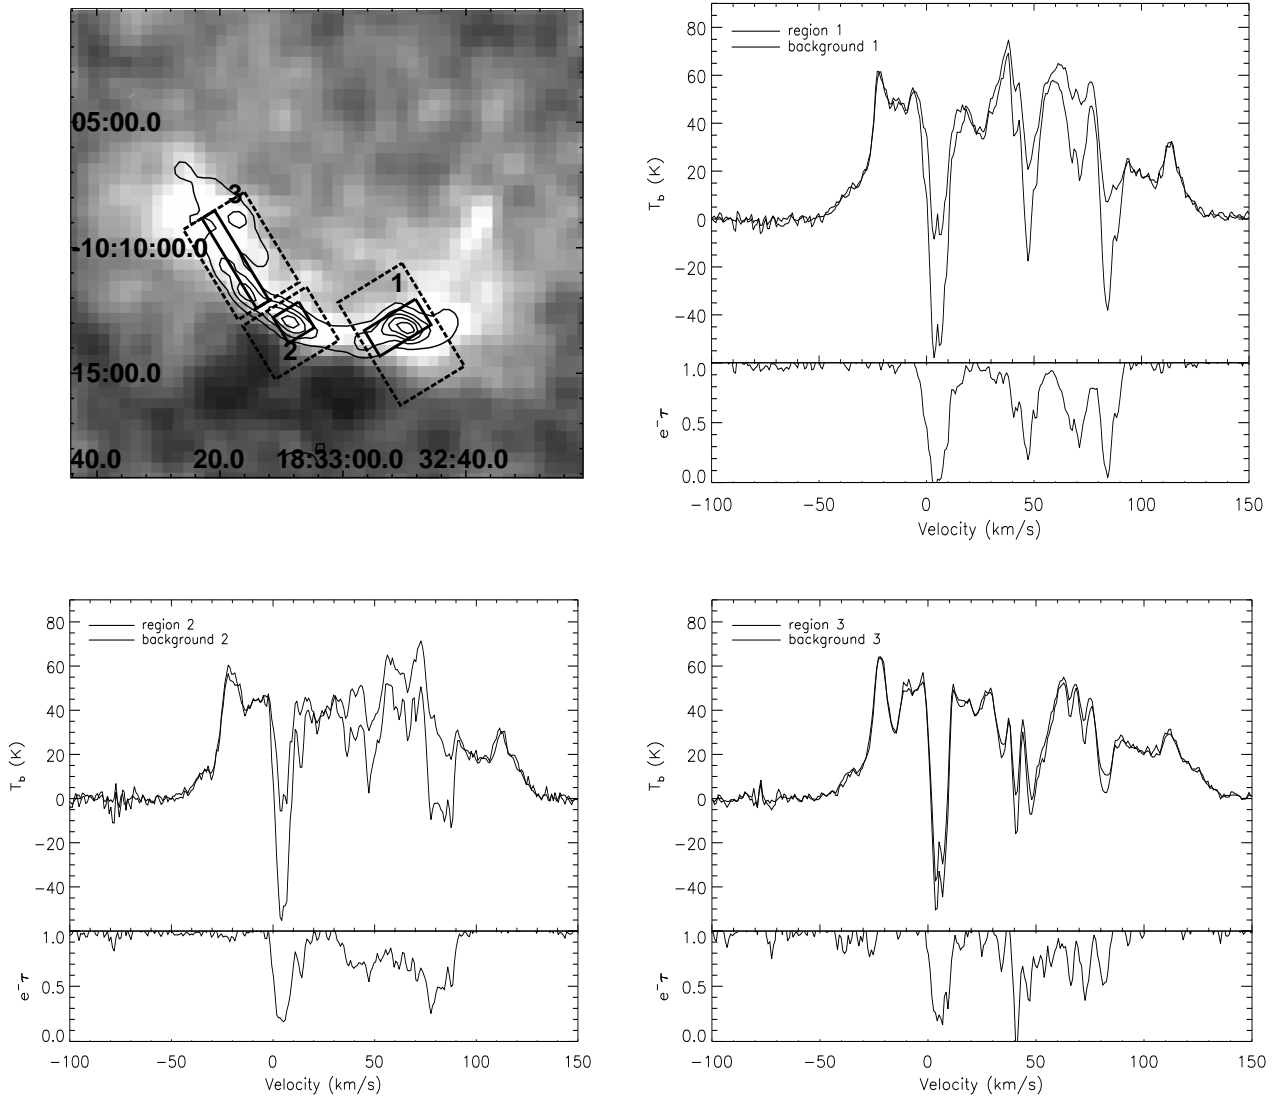 05:00.0
3
-10:10:00.0
1
2
15:00.0
40.0 20.0 18:33:00.0 32:40.0
region 1
background 1
80
60
40
20
0
−20
−40
T_b (K)
1.0
0.5
0.0
e^-τ
−100 −50 0 50 100 150
Velocity (km/s)
region 2
background 2
80
60
40
20
0
−20
−40
T_b (K)
1.0
0.5
0.0
e^-τ
−100 −50 0 50 100 150
Velocity (km/s)
region 3
background 3
80
60
40
20
0
−20
−40
T_b (K)
1.0
0.5
0.0
e^-τ
−100 −50 0 50 100 150
Velocity (km/s)